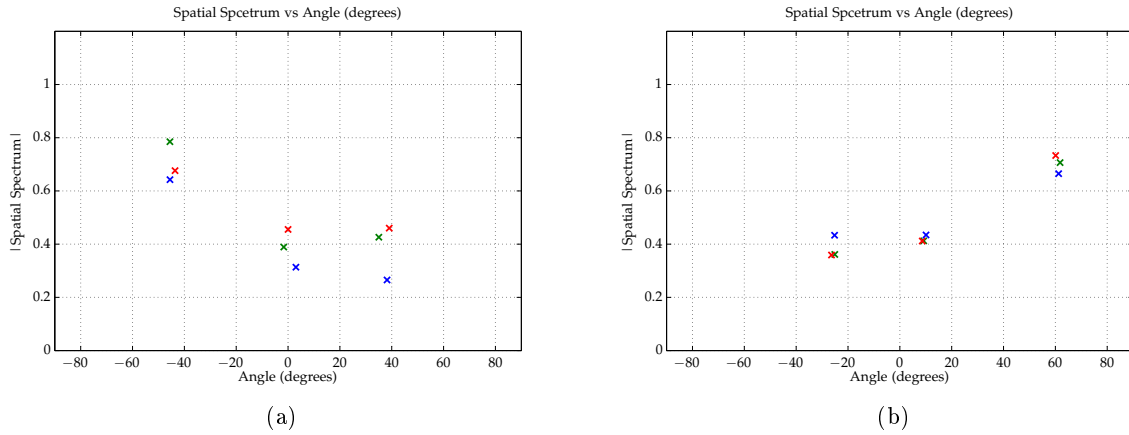 Spatial Spcetrum vs Angle (degrees)
1
0.8
0.6
0.4
0.2
0
|Spatial Spectrum|
−80 −60 −40 −20 0 20 40 60 80
Angle (degrees)
(a)
Spatial Spcetrum vs Angle (degrees)
1
0.8
0.6
0.4
0.2
0
|Spatial Spectrum|
−80 −60 −40 −20 0 20 40 60 80
Angle (degrees)
(b)